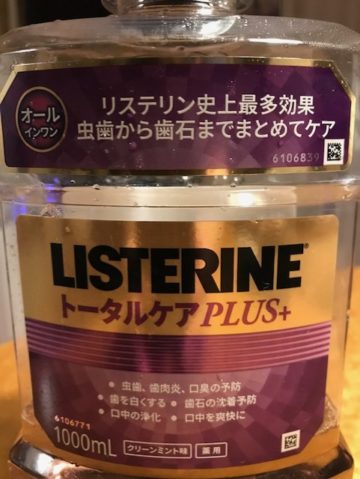 オール
インワン
リステリン史上最多効果
虫歯から歯石までまとめてケア
6106839
LISTERINE®
トータルケアPLUS+
• 虫歯、歯肉炎、口臭の予防
• 歯を白くする • 歯石の沈着予防
• 口中の浄化 • 口中を爽快に
6106771
1000mL クリーンミント味 薬用